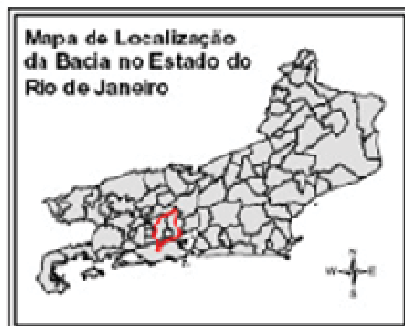 Mapa de Localização
da Bacia no Estado do
Rio de Janeiro
N
W E
S